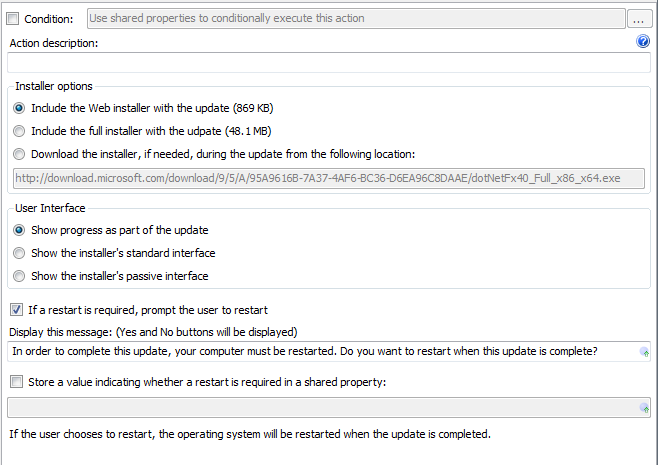 Condition: Use shared properties to conditionally execute this action ...
Action description:
Installer options
Include the Web installer with the update (869 KB)
Include the full installer with the udpate (48.1 MB)
Download the installer, if needed, during the update from the following location:
http://download.microsoft.com/download/9/5/A/95A9616B-7A37-4AF6-BC36-D6EA96C8DAAE/dotNetFx40_Full_x86_x64.exe
User Interface
Show progress as part of the update
Show the installer's standard interface
Show the installer's passive interface
If a restart is required, prompt the user to restart
Display this message: (Yes and No buttons will be displayed)
In order to complete this update, your computer must be restarted. Do you want to restart when this update is complete?
Store a value indicating whether a restart is required in a shared property:
If the user chooses to restart, the operating system will be restarted when the update is completed.